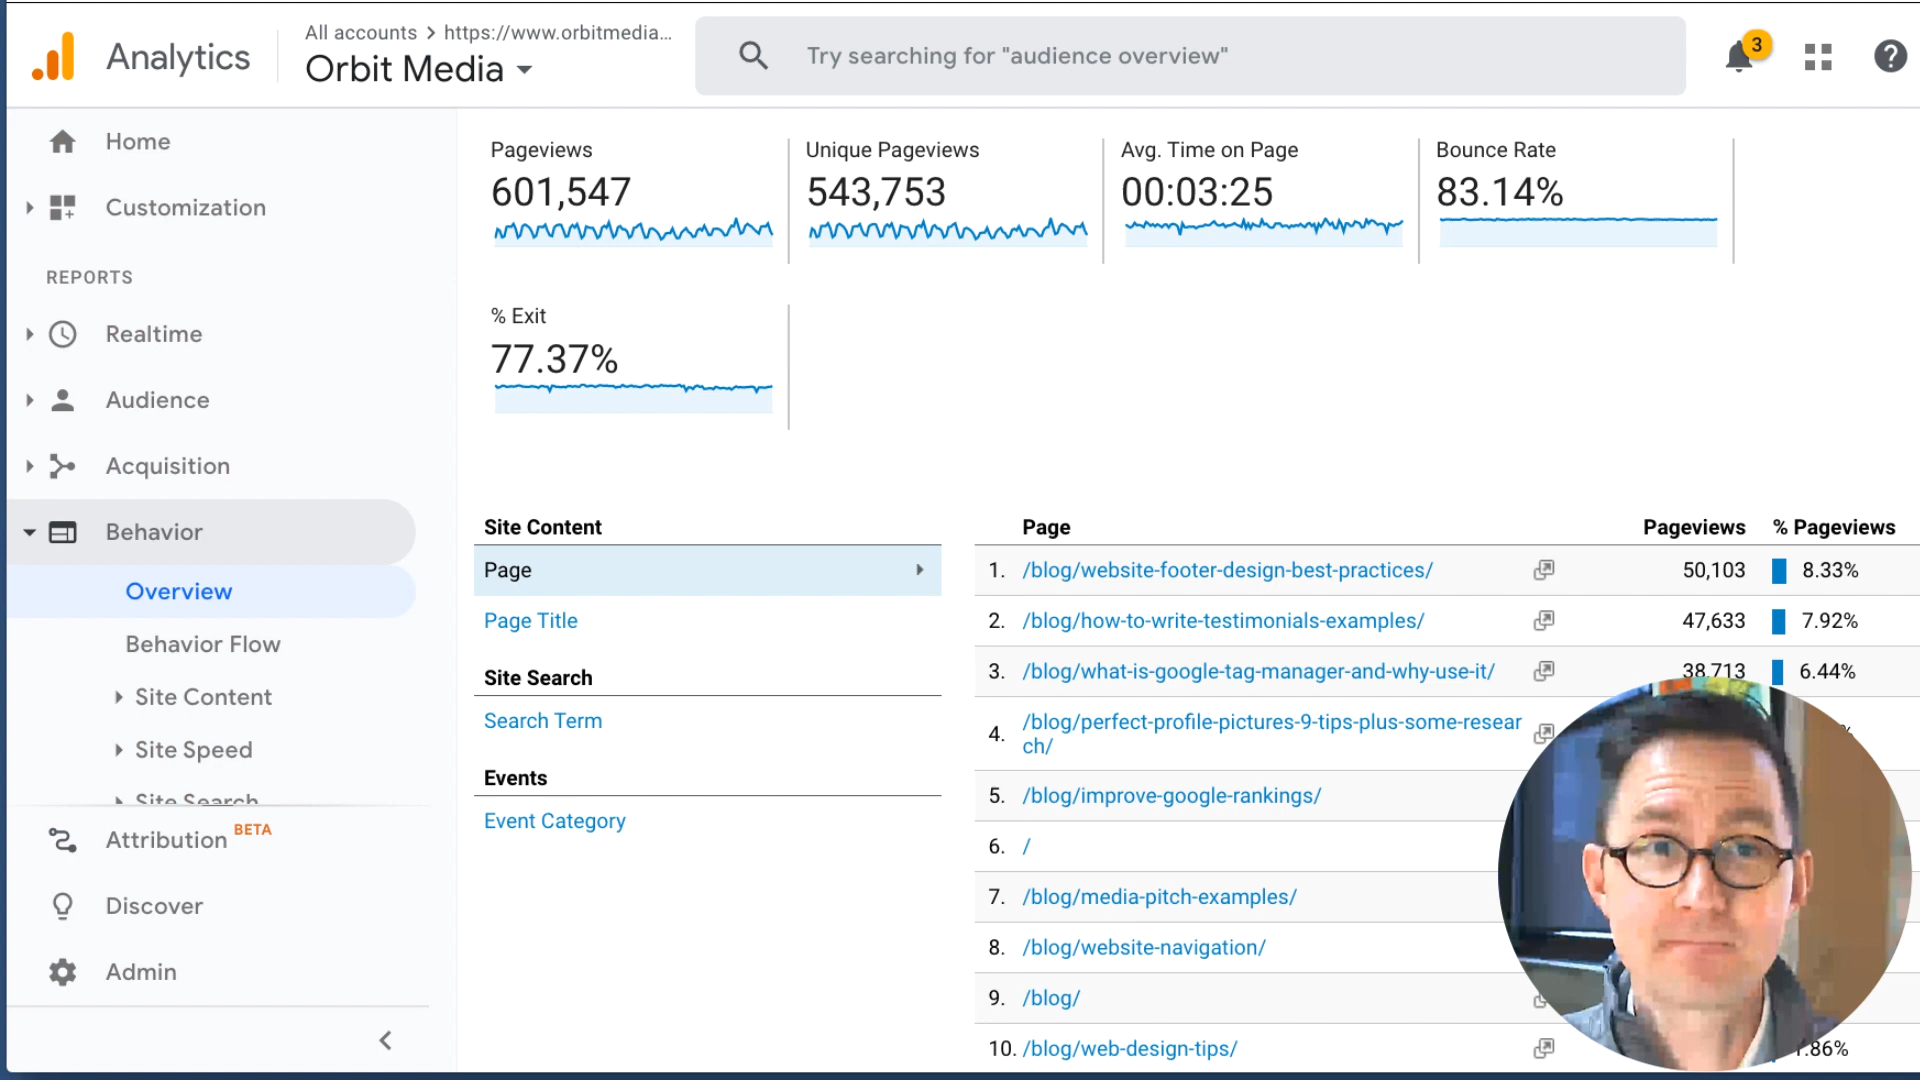 Analytics
All accounts > https://www.orbitmedia...
Orbit Media
Try searching for "audience overview"
3
?
Home
Customization
REPORTS
Realtime
Audience
Acquisition
Behavior
Overview
Behavior Flow
Site Content
Site Speed
Site Search
Attribution BETA
Discover
Admin
Pageviews
601,547
Unique Pageviews
543,753
Avg. Time on Page
00:03:25
Bounce Rate
83.14%
% Exit
77.37%
Site Content
Page
Page Title
Site Search
Search Term
Events
Event Category
Page Pageviews % Pageviews
1. /blog/website-footer-design-best-practices/ 50,103 8.33%
2. /blog/how-to-write-testimonials-examples/ 47,633 7.92%
3. /blog/what-is-google-tag-manager-and-why-use-it/ 38,713 6.44%
4. /blog/perfect-profile-pictures-9-tips-plus-some-resear
ch/
5. /blog/improve-google-rankings/
6. /
7. /blog/media-pitch-examples/
8. /blog/website-navigation/
9. /blog/
10. /blog/web-design-tips/